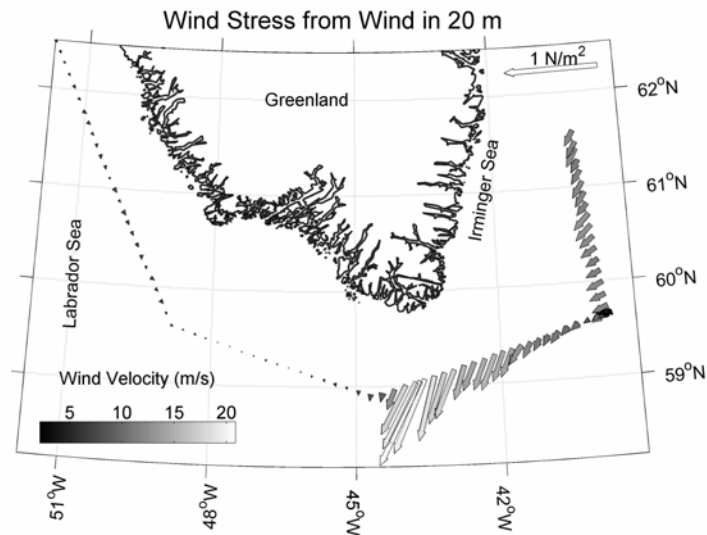 Wind Stress from Wind in 20 m
1 N/m²
Greenland
Irminger Sea
Labrador Sea
62°N
61°N
60°N
59°N
Wind Velocity (m/s)
5 10 15 20
51°W 48°W 45°W 42°W